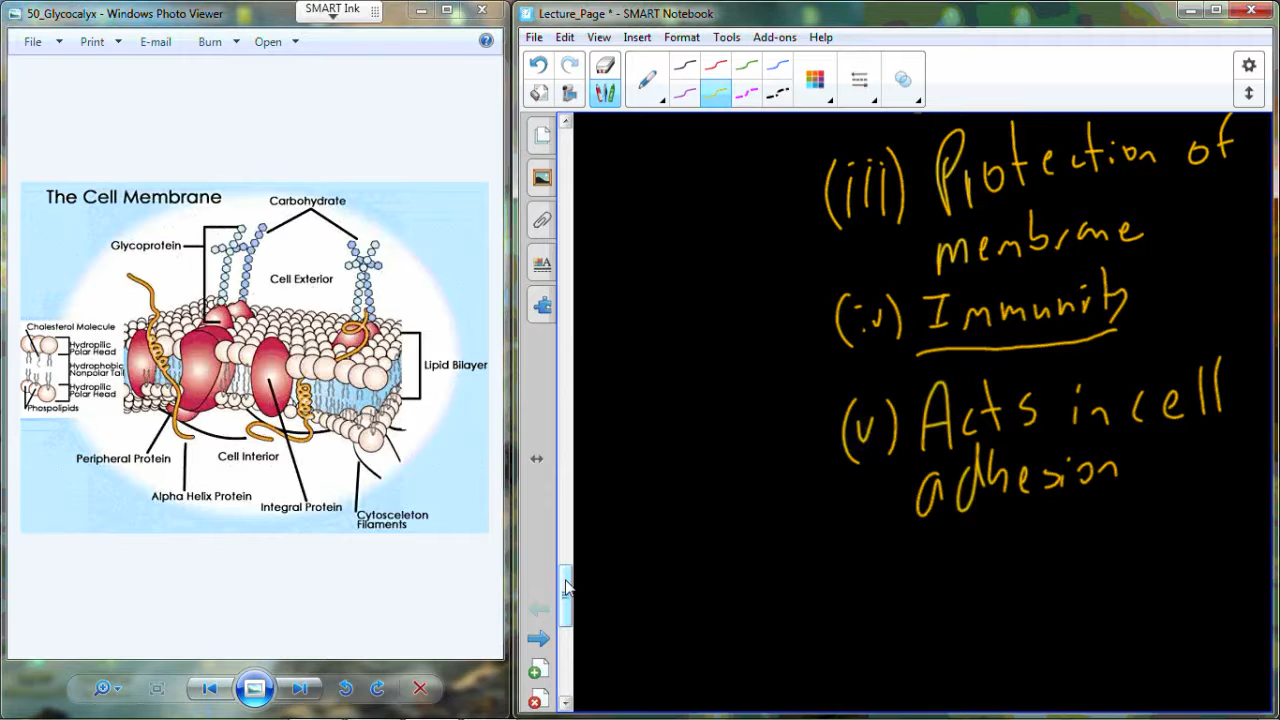 50_Glycocalyx - Windows Photo Viewer
File Print E-mail Burn Open
The Cell Membrane
Carbohydrate
Glycoprotein
Cell Exterior
Cholesterol Molecule
Hydropilic
Polar Head
Hydrophobic
Nonpolar Tail
Hydropilic
Polar Head
Phospolipids
Lipid Bilayer
Peripheral Protein
Cell Interior
Alpha Helix Protein
Integral Protein
Cytosceleton
Filaments
SMART Ink
Lecture_Page * - SMART Notebook
File Edit View Insert Format Tools Add-ons Help
(iii) Protection of
membrane
(iv) Immunity
(v) Acts in cell
adhesion